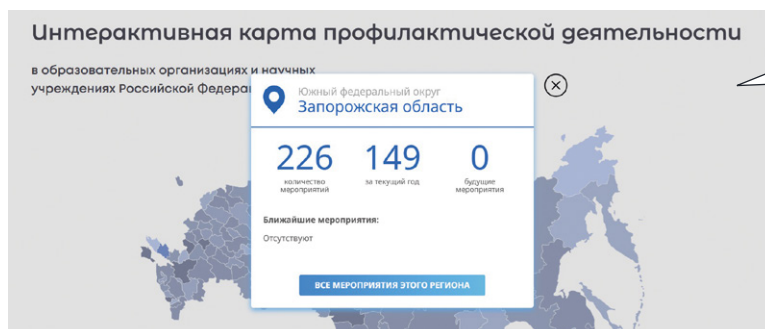 Интерактивная карта профилактической деятельности
в образовательных организациях и научных
учреждениях Российской
Южный федеральный округ
Запорожская область
226 149 0
количество за текущий год будущие
мероприятий мероприятия
Ближайшие мероприятия:
Отсутствуют
ВСЕ МЕРОПРИЯТИЯ ЭТОГО РЕГИОНА